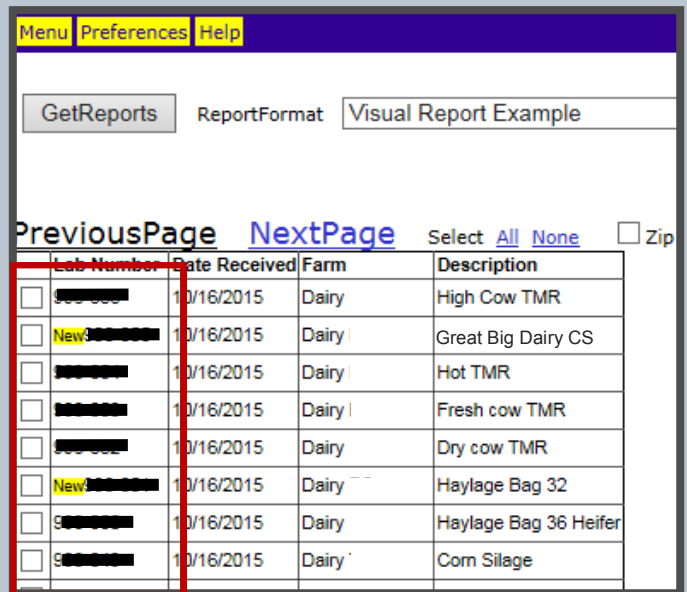 Menu Preferences Help
GetReports ReportFormat Visual Report Example
PreviousPage NextPage Select All None Zip
Lab Number Date Received Farm Description
10/16/2015 Dairy High Cow TMR
New 10/16/2015 Dairy Great Big Dairy CS
10/16/2015 Dairy Hot TMR
10/16/2015 Dairy Fresh cow TMR
10/16/2015 Dairy Dry cow TMR
New 10/16/2015 Dairy Haylage Bag 32
10/16/2015 Dairy Haylage Bag 36 Heifer
10/16/2015 Dairy Corn Silage